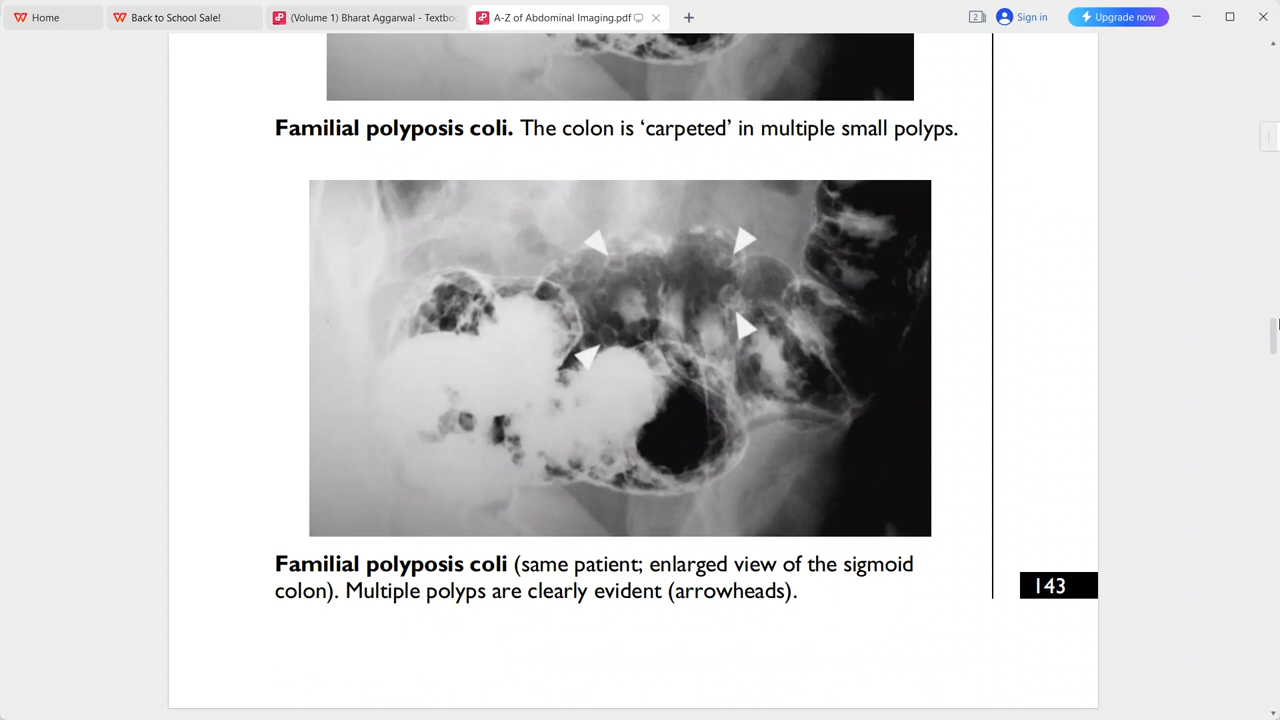 Home
Back to School Sale!
(Volume 1) Bharat Aggarwal - Textbo
A-Z of Abdominal Imaging.pdf
2
Sign in
Upgrade now
Familial polyposis coli. The colon is ‘carpeted’ in multiple small polyps.
Familial polyposis coli (same patient; enlarged view of the sigmoid
colon). Multiple polyps are clearly evident (arrowheads).
143